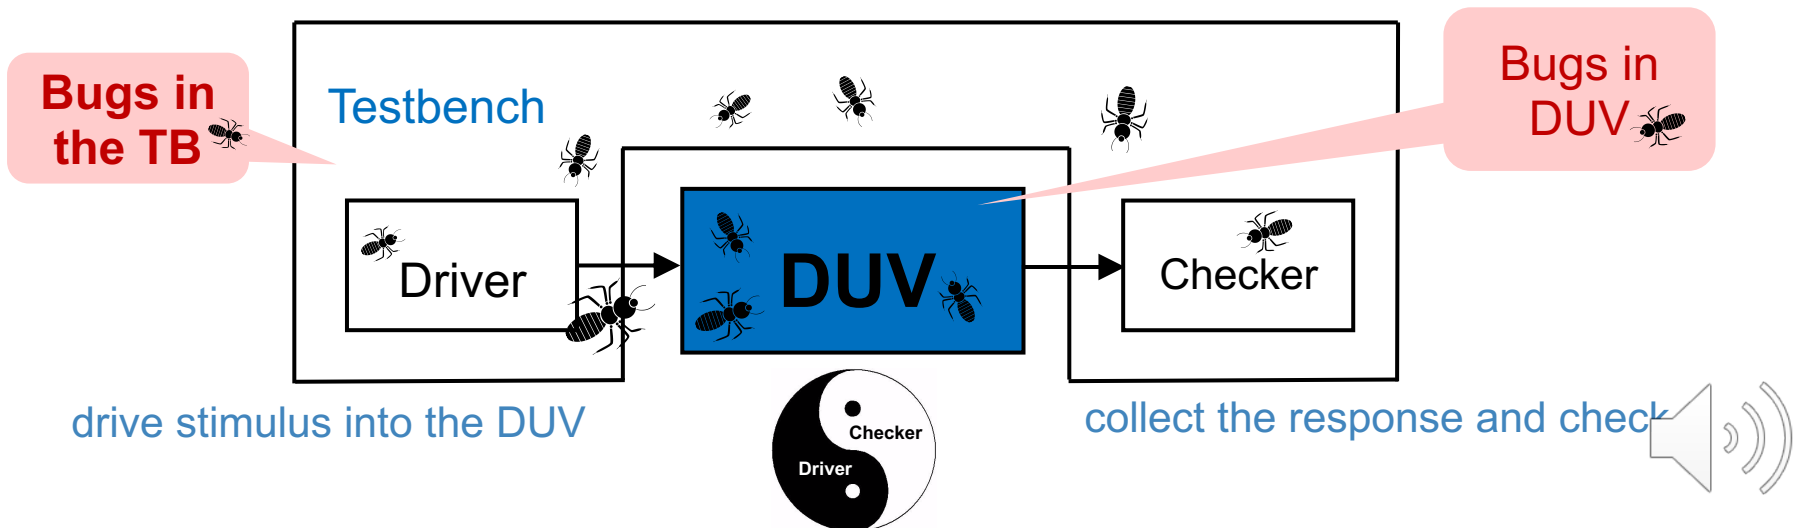 Bugs in
the TB
Testbench
Bugs in
DUV
Driver
DUV
Checker
drive stimulus into the DUV
collect the response and check
Checker
Driver